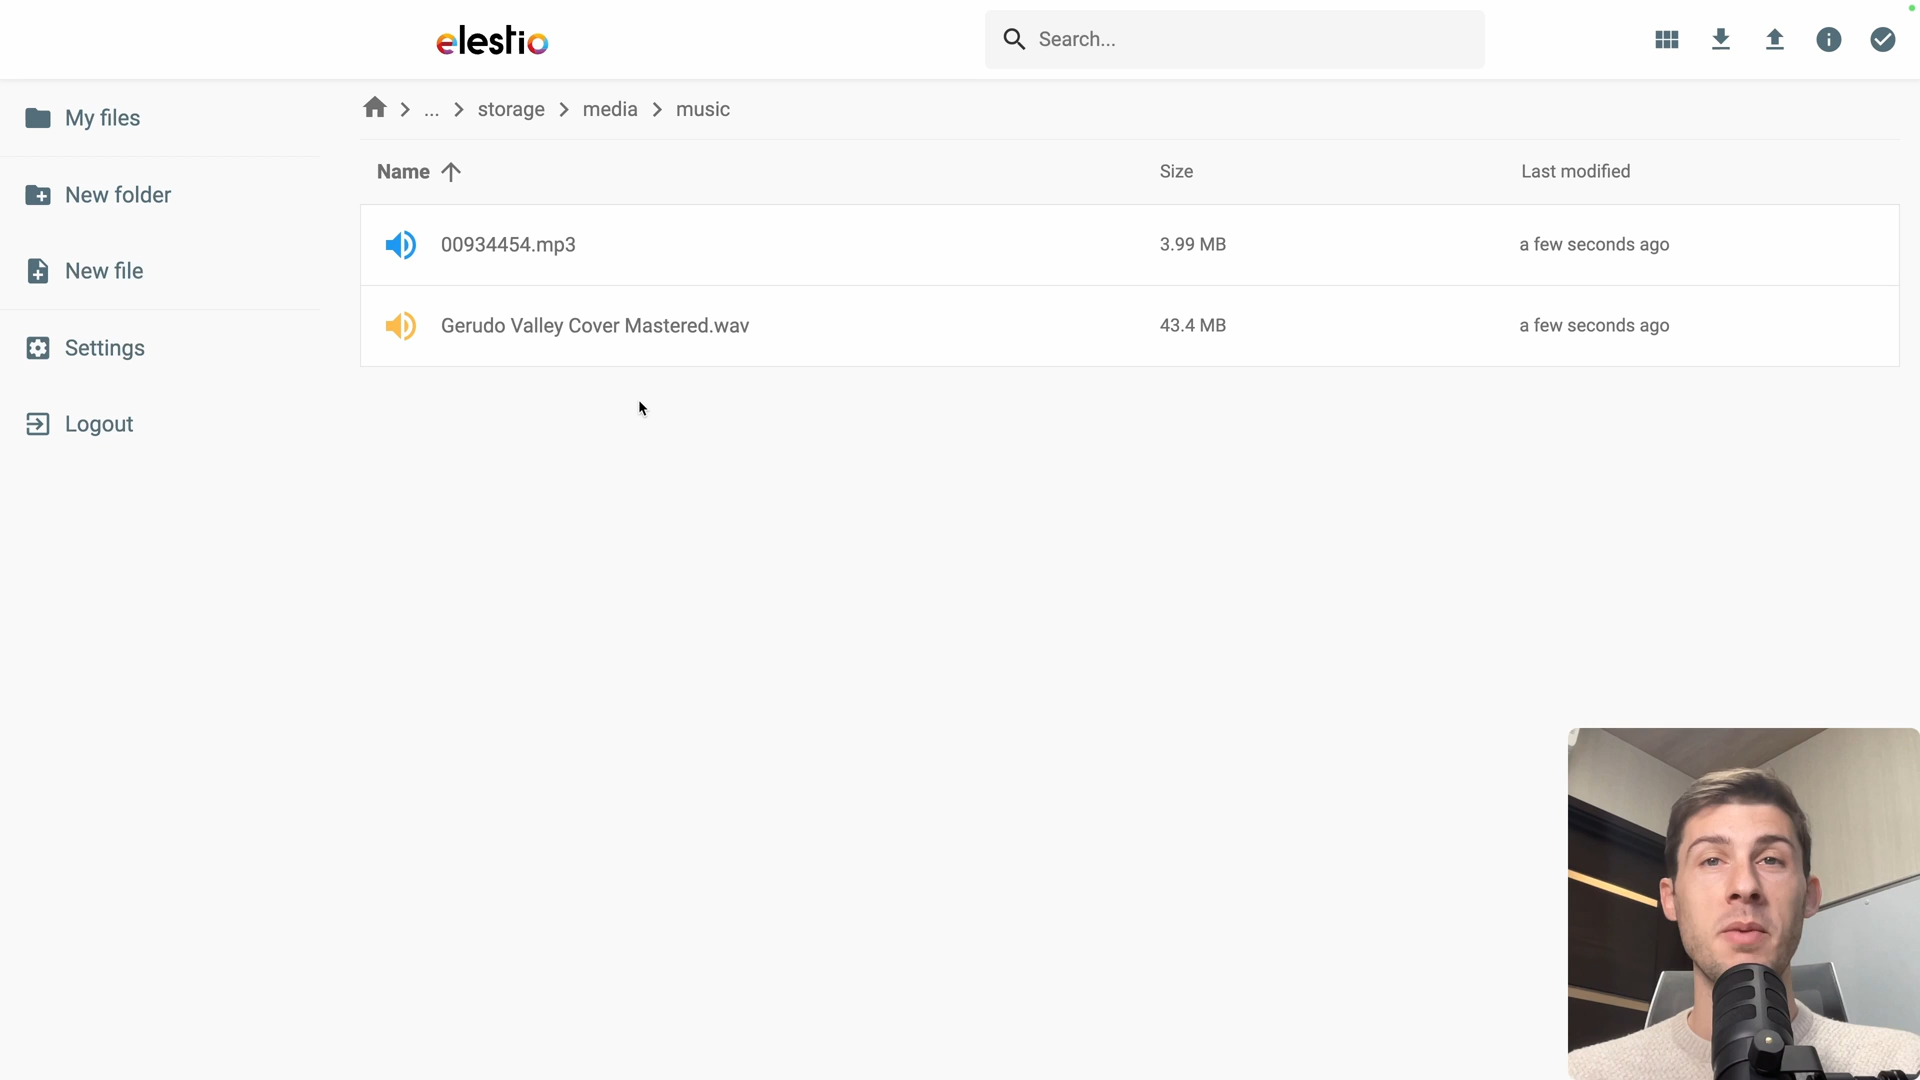 elestio
Search...
My files
New folder
New file
Settings
Logout
... storage media music
Name Size Last modified
00934454.mp3 3.99 MB a few seconds ago
Gerudo Valley Cover Mastered.wav 43.4 MB a few seconds ago